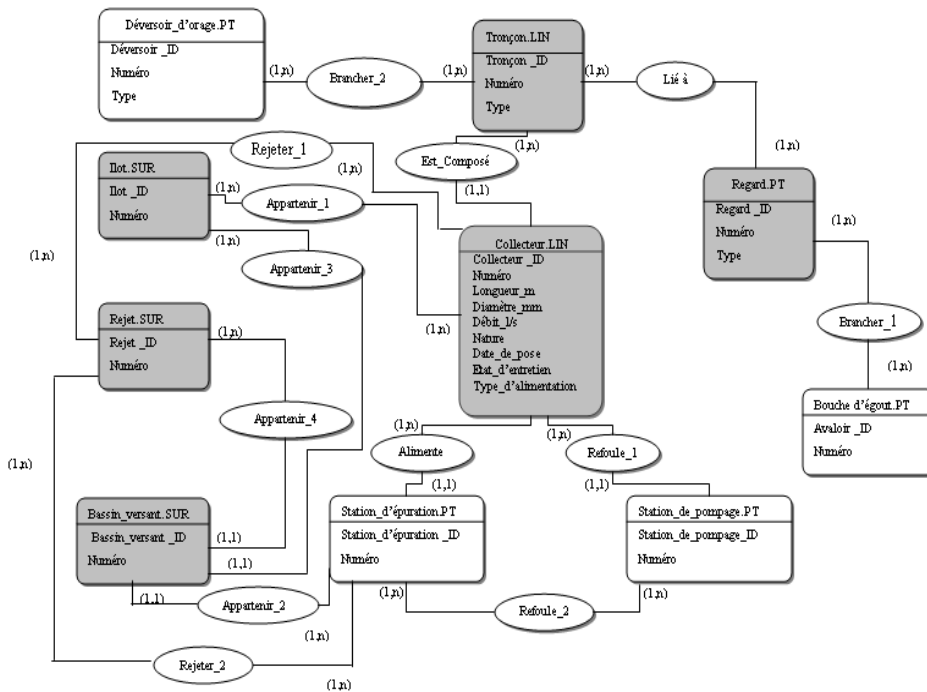 Déversoir_d'orage.PT
Déversoir _ID
Numéro
Type
(1,n)
Brancher_2
(1,n)
Tronçon.LIN
Tronçon _ID
Numéro
Type
(1,n)
Lié à
(1,n)
Rejeter_1
(1,n)
Est_Composé
(1,n)
(1,1)
Ilot.SUR
Ilot _ID
Numéro
(1,n)
Appartenir_1
(1,n)
Appartenir_3
(1,n)
(1,n)
Regard.PT
Regard _ID
Numéro
Type
(1,n)
Brancher_1
(1,n)
Collecteur.LIN
Collecteur _ID
Numéro
Longueur_m
Diamètre_mm
Débit_l/s
Nature
Date_de_pose
Etat_d'entretien
Type_d'alimentation
Rejet.SUR
Rejet _ID
Numéro
(1,n)
Appartenir_4
(1,n)
Bouche d'égout.PT
Avaloir _ID
Numéro
(1,n)
Alimente
(1,1)
(1,n)
Refoule_1
(1,1)
Bassin_versant.SUR
Bassin_versant _ID
Numéro
(1,1)
(1,1)
(1,1)
Appartenir_2
(1,n)
Station_d'épuration.PT
Station_d'épuration _ID
Numéro
(1,n)
Refoule_2
(1,n)
Station_de_pompage.PT
Station_de_pompage_ID
Numéro
Rejeter_2
(1,n)